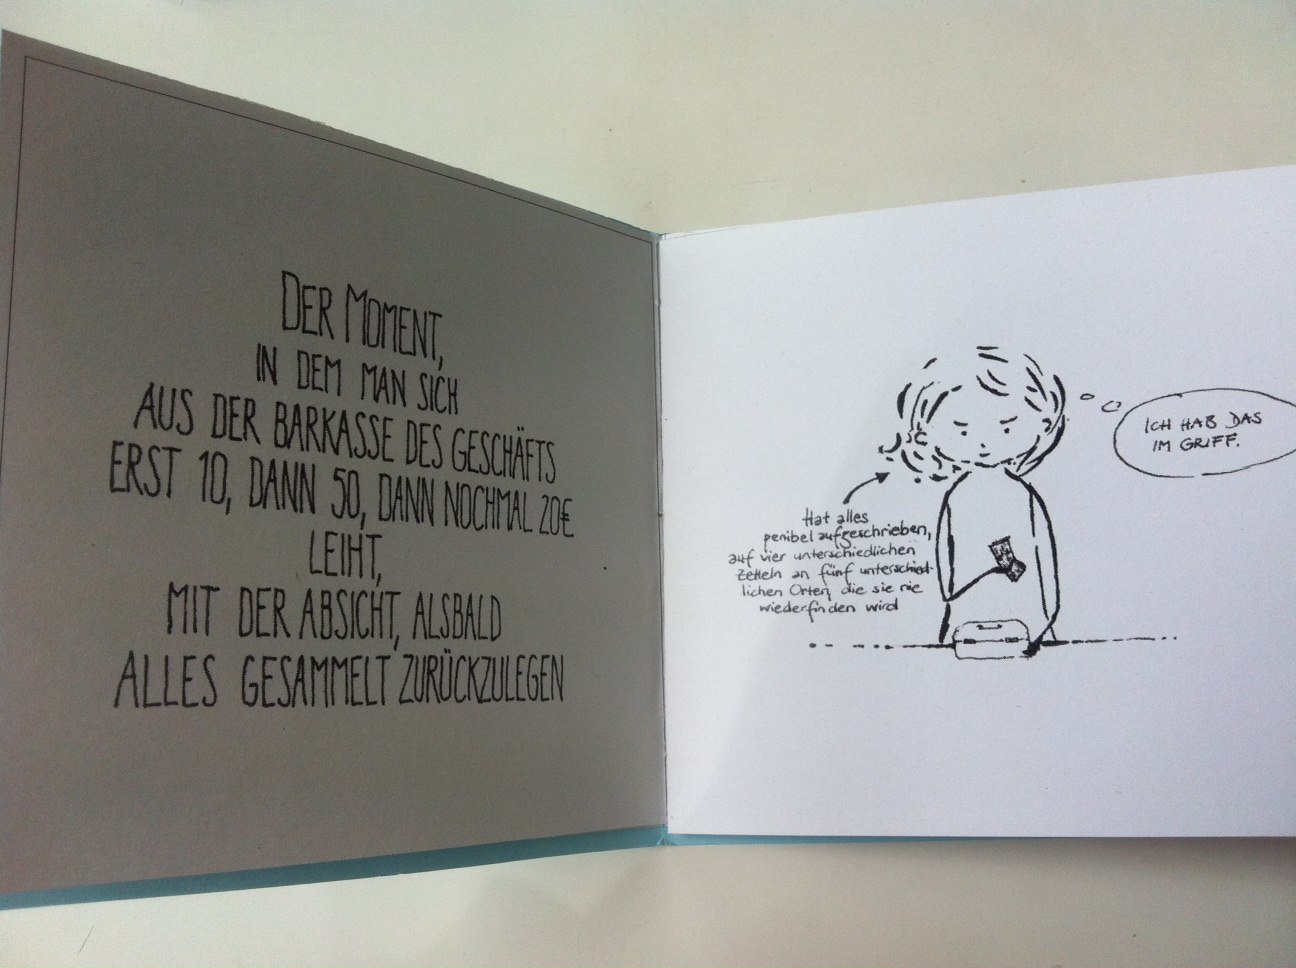 DER MOMENT,
IN DEM MAN SICH
AUS DER BARKASSE DES GESCHÄFTS
ERST 10, DANN 50, DANN NOCHMAL 20€
LEIHT,
MIT DER ABSICHT, ALSBALD
ALLES GESAMMELT ZURÜCKZULEGEN
ICH HAB DAS
IM GRIFF.
Hat alles
penibel aufgeschrieben,
auf vier unterschiedlichen
Zetteln an fünf unterschied-
lichen Orten, die sie nie
wiederfinden wird